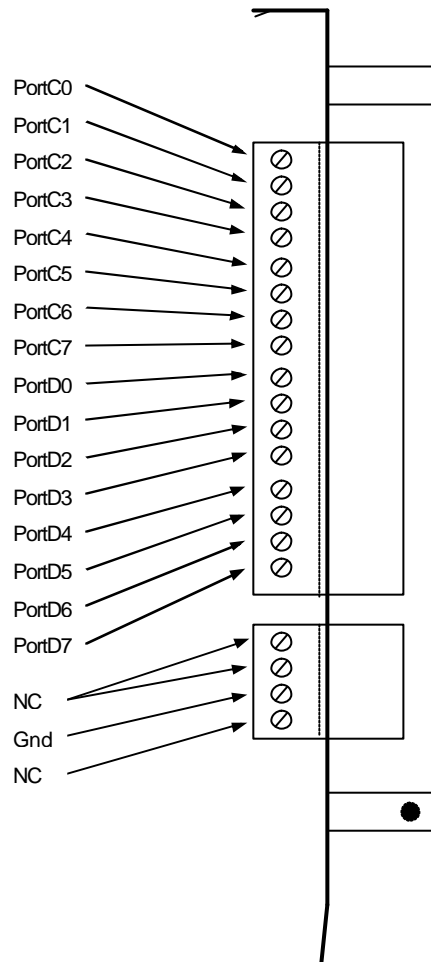 PortC0
PortC1
PortC2
PortC3
PortC4
PortC5
PortC6
PortC7
PortD0
PortD1
PortD2
PortD3
PortD4
PortD5
PortD6
PortD7
NC
Gnd
NC